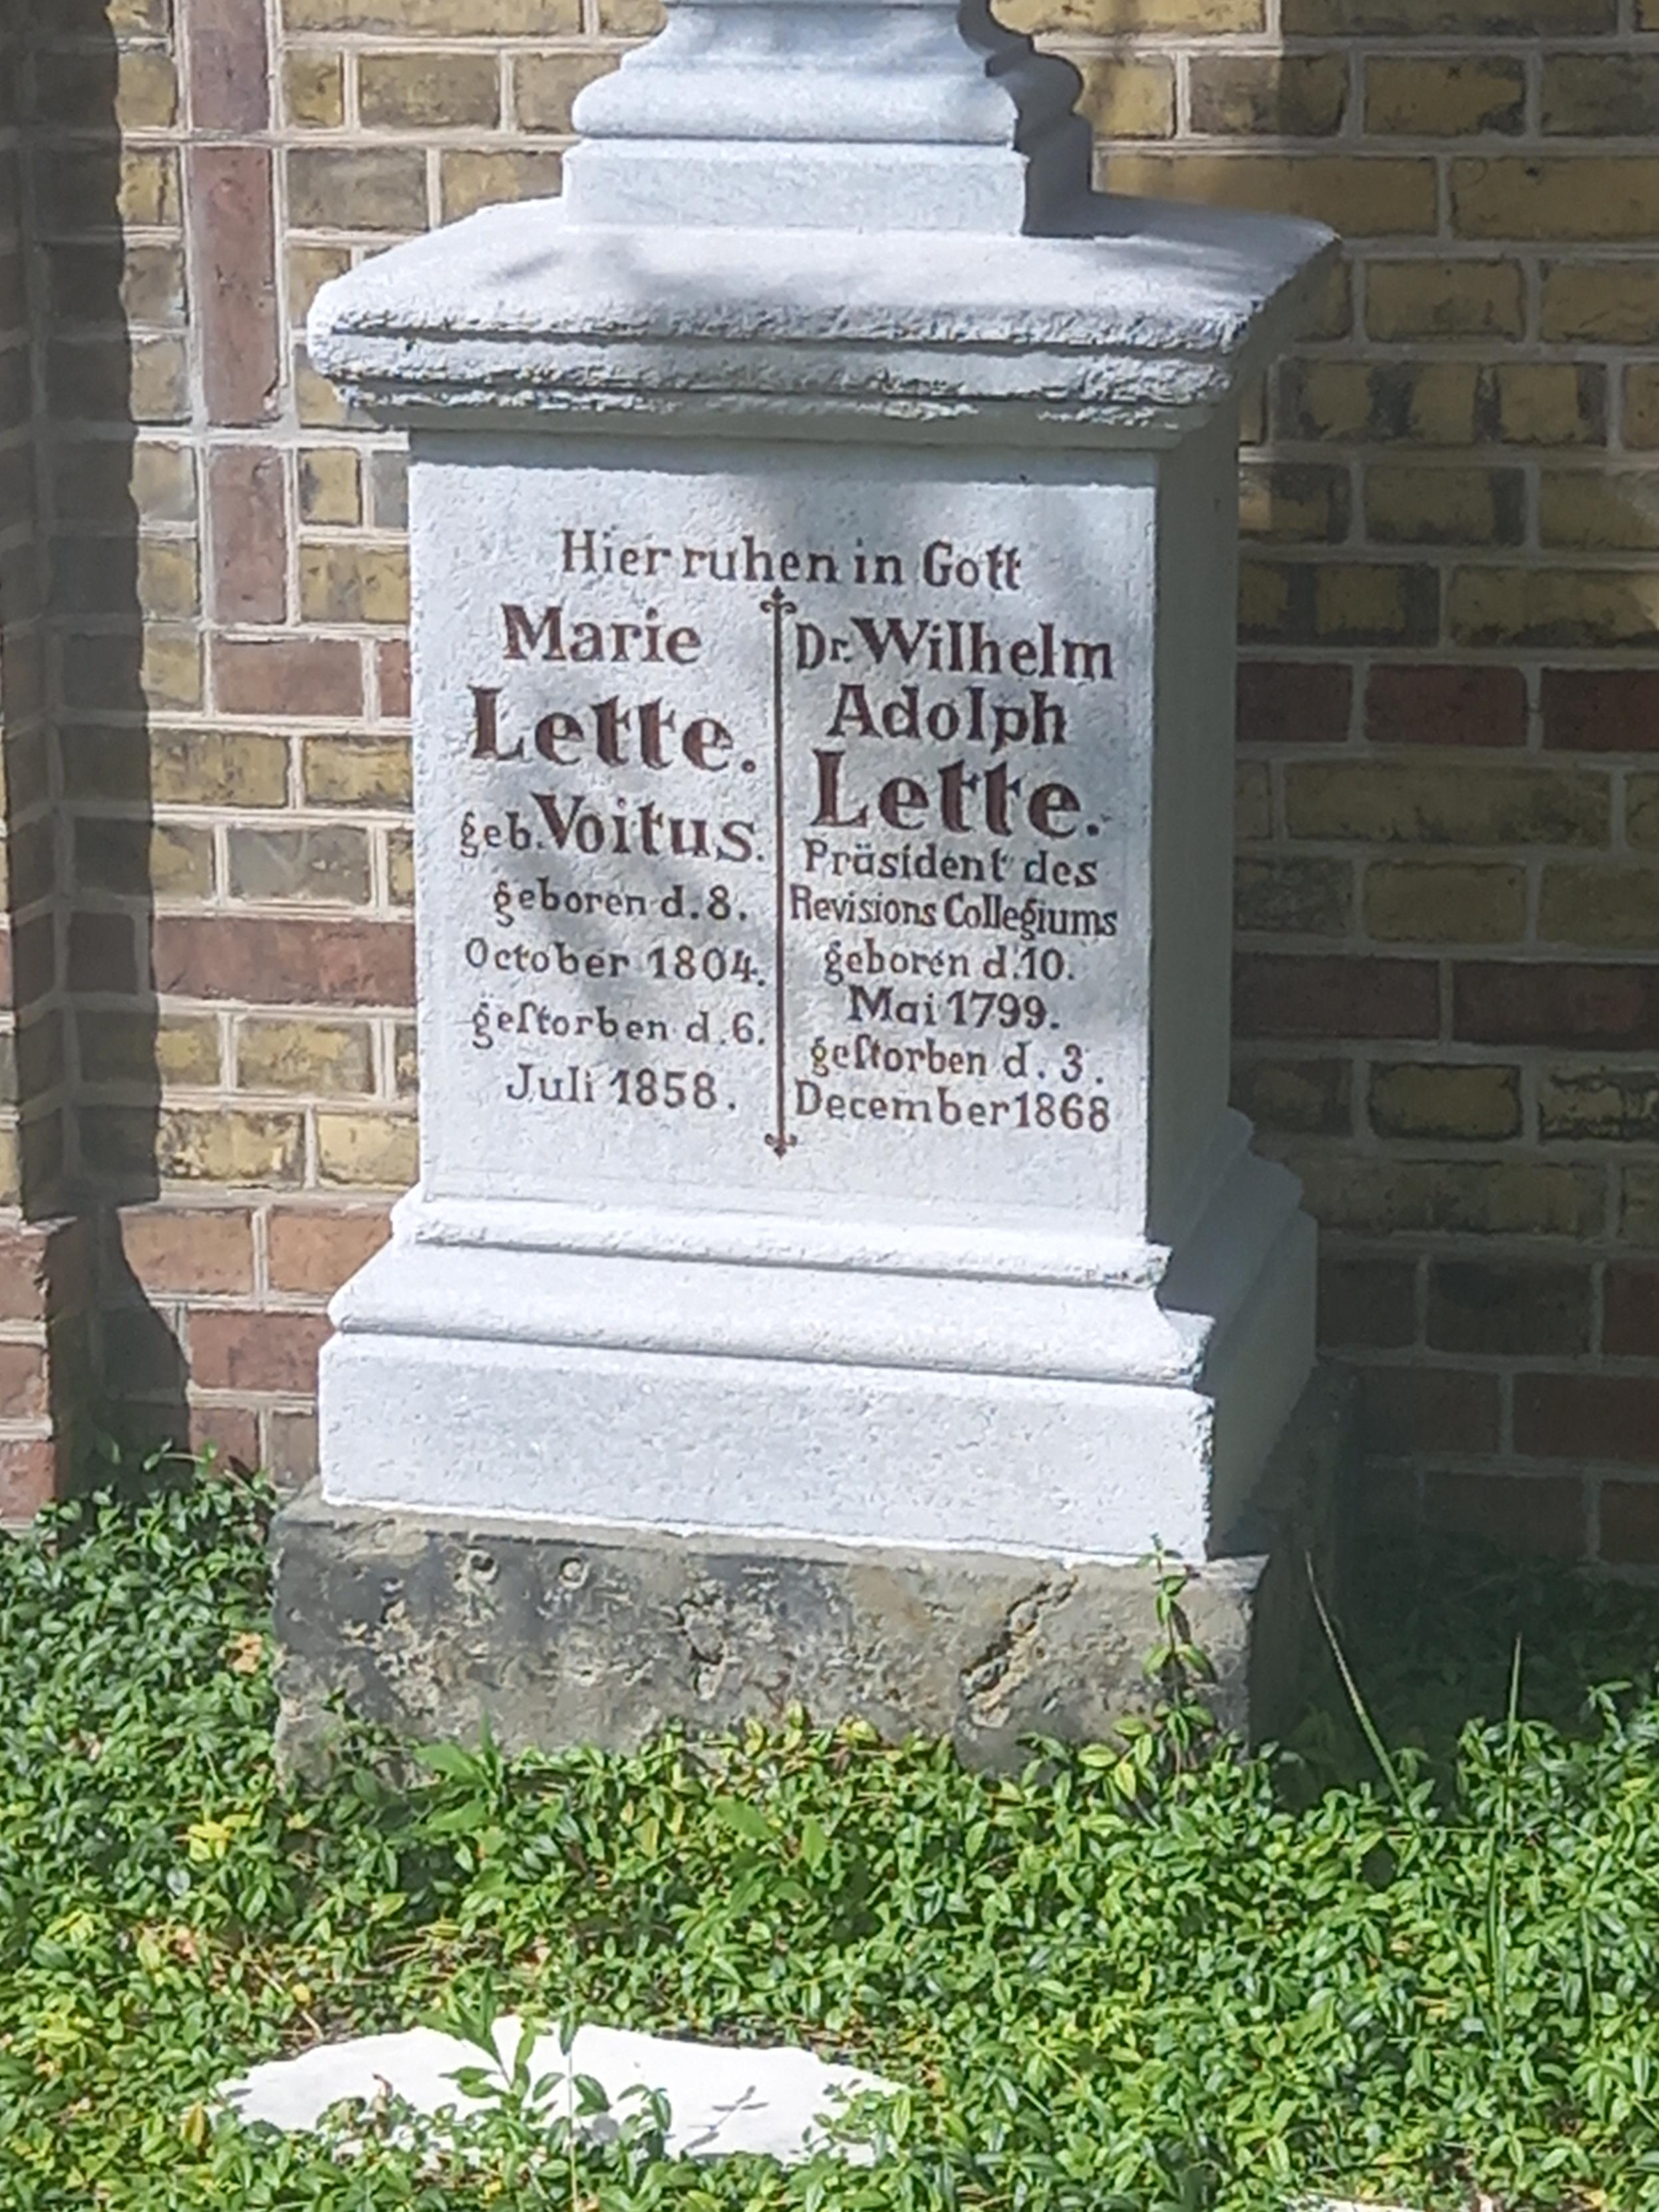 Hier ruhen in Gott
Marie
Lette.
geb. Voitus.
geboren d. 8.
October 1804.
geſtorben d. 6.
Juli 1858.
Dr. Wilhelm
Adolph
Lette.
Präsident des
Revisions Collegiums
geboren d. 10.
Mai 1799.
geſtorben d. 3.
December 1868